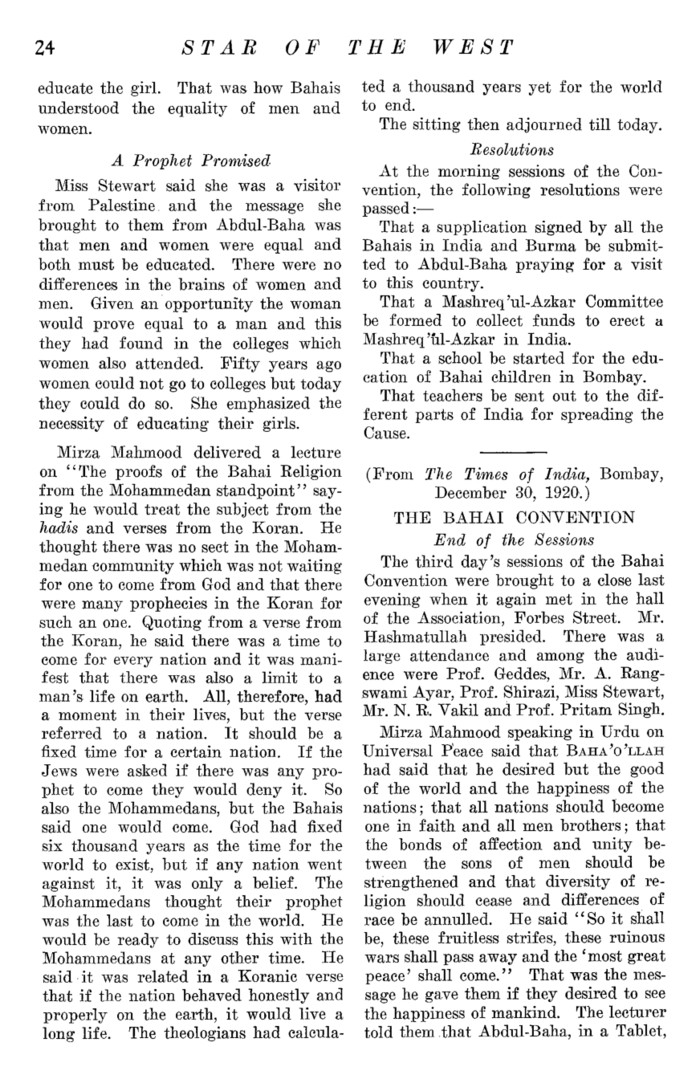 24 STAR OF THE WEST
educate the girl. That was how Bahais
understood the equality of men and
women.
A Prophet Promised
Miss Stewart said she was a visitor
from Palestine and the message she
brought to them from Abdul-Baha was
that men and women were equal and
both must be educated. There were no
differences in the brains of women and
men. Given an opportunity the woman
would prove equal to a man and this
they had found in the colleges which
women also attended. Fifty years ago
women could not go to colleges but today
they could do so. She emphasized the
necessity of educating their girls.
Mirza Mahmood delivered a lecture
on “The proofs of the Bahai Religion
from the Mohammedan standpoint” say-
ing he would treat the subject from the
hadis and verses from the Koran. He
thought there was no sect in the Moham-
medan community which was not waiting
for one to come from God and that there
were many prophecies in the Koran for
such an one. Quoting from a verse from
the Koran, he said there was a time to
come for every nation and it was mani-
fest that there was also a limit to a
man’s life on earth. All, therefore, had
a moment in their lives, but the verse
referred to a nation. It should be a
fixed time for a certain nation. If the
Jews were asked if there was any pro-
phet to come they would deny it. So
also the Mohammedans, but the Bahais
said one would come. God had fixed
six thousand years as the time for the
world to exist, but if any nation went
against it, it was only a belief. The
Mohammedans thought their prophet
was the last to come in the world. He
would be ready to discuss this with the
Mohammedans at any other time. He
said it was related in a Koranic verse
that if the nation behaved honestly and
properly on the earth, it would live a
long life. The theologians had calcula-
ted a thousand years yet for the world
to end.
The sitting then adjourned till today.
Resolutions
At the morning sessions of the Con-
vention, the following resolutions were
passed:—
That a supplication signed by all the
Bahais in India and Burma be submit-
ted to Abdul-Baha praying for a visit
to this country.
That a Mashreq’ul-Azkar Committee
be formed to collect funds to erect a
Mashreq’ul-Azkar in India.
That a school be started for the edu-
cation of Bahai children in Bombay.
That teachers be sent out to the dif-
ferent parts of India for spreading the
Cause.
(From The Times of India, Bombay,
December 30, 1920.)
THE BAHAI CONVENTION
End of the Sessions
The third day’s sessions of the Bahai
Convention were brought to a close last
evening when it again met in the hall
of the Association, Forbes Street. Mr.
Hashmatullah presided. There was a
large attendance and among the audi-
ence were Prof. Geddes, Mr. A. Rang-
swami Ayar, Prof. Shirazi, Miss Stewart,
Mr. N. R. Vakil and Prof. Pritam Singh.
Mirza Mahmood speaking in Urdu on
Universal Peace said that BAHA’O’LLAH
had said that he desired but the good
of the world and the happiness of the
nations; that all nations should become
one in faith and all men brothers; that
the bonds of affection and unity be-
tween the sons of men should be
strengthened and that diversity of re-
ligion should cease and differences of
race be annulled. He said “So it shall
be, these fruitless strifes, these ruinous
wars shall pass away and the ‘most great
peace’ shall come.” That was the mes-
sage he gave them if they desired to see
the happiness of mankind. The lecturer
told them that Abdul-Baha, in a Tablet,